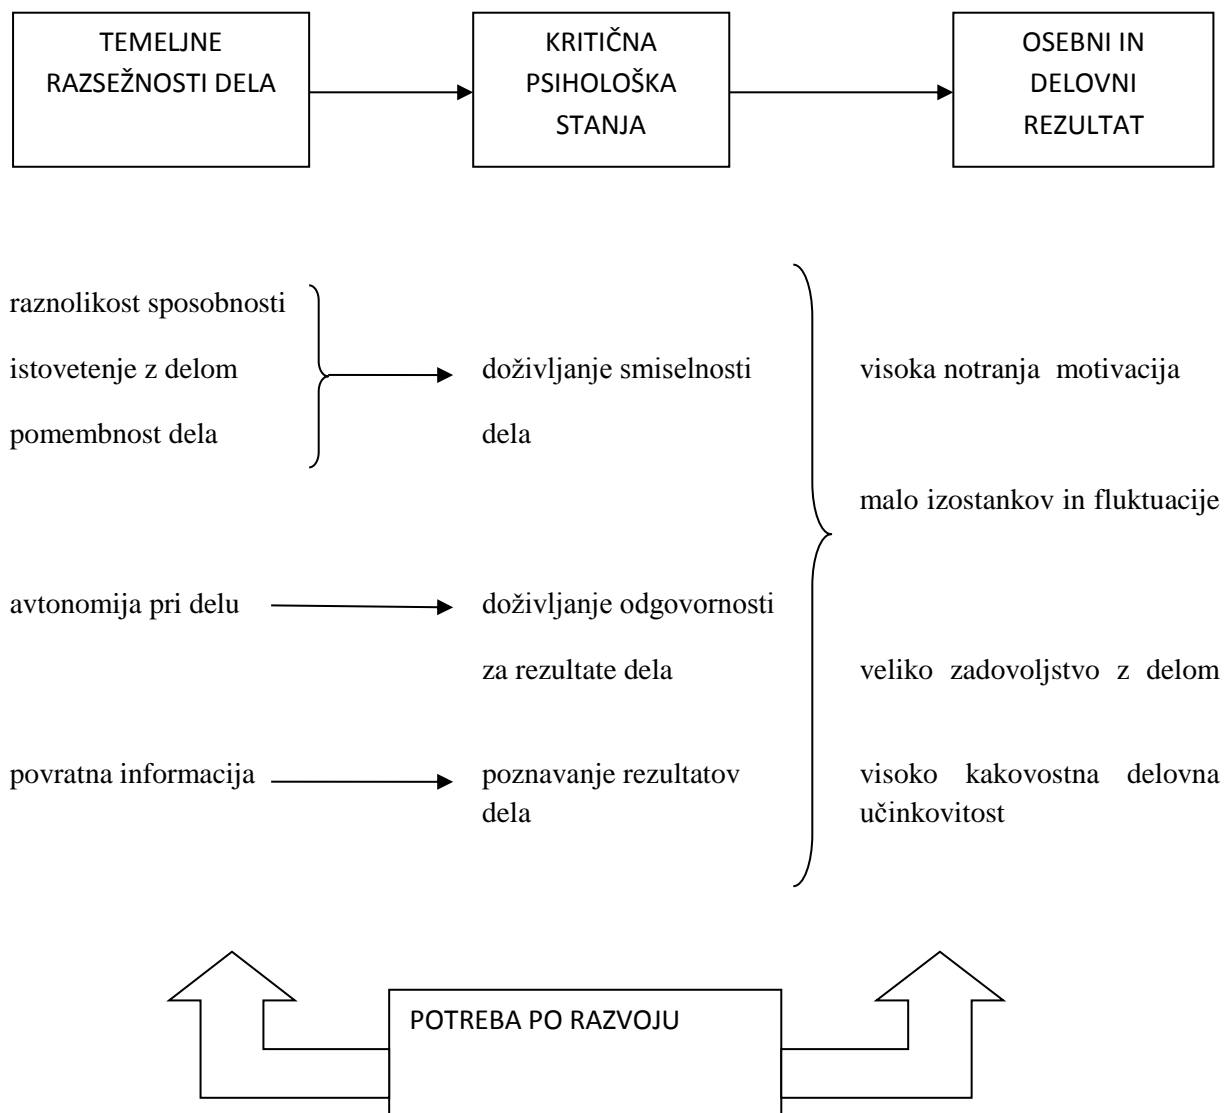 TEMELJNE
RAZSEŽNOSTI DELA
KRITIČNA
PSIHOLOŠKA
STANJA
OSEBNI IN
DELOVNI
REZULTAT
raznolikost sposobnosti
istovetenje z delom
pomembnost dela
doživljanje smiselnosti
dela
visoka notranja motivacija
malo izostankov in fluktuacije
avtonomija pri delu
doživljanje odgovornosti
za rezultate dela
veliko zadovoljstvo z delom
povratna informacija
poznavanje rezultatov
dela
visoko kakovostna delovna
učinkovitost
POTREBA PO RAZVOJU